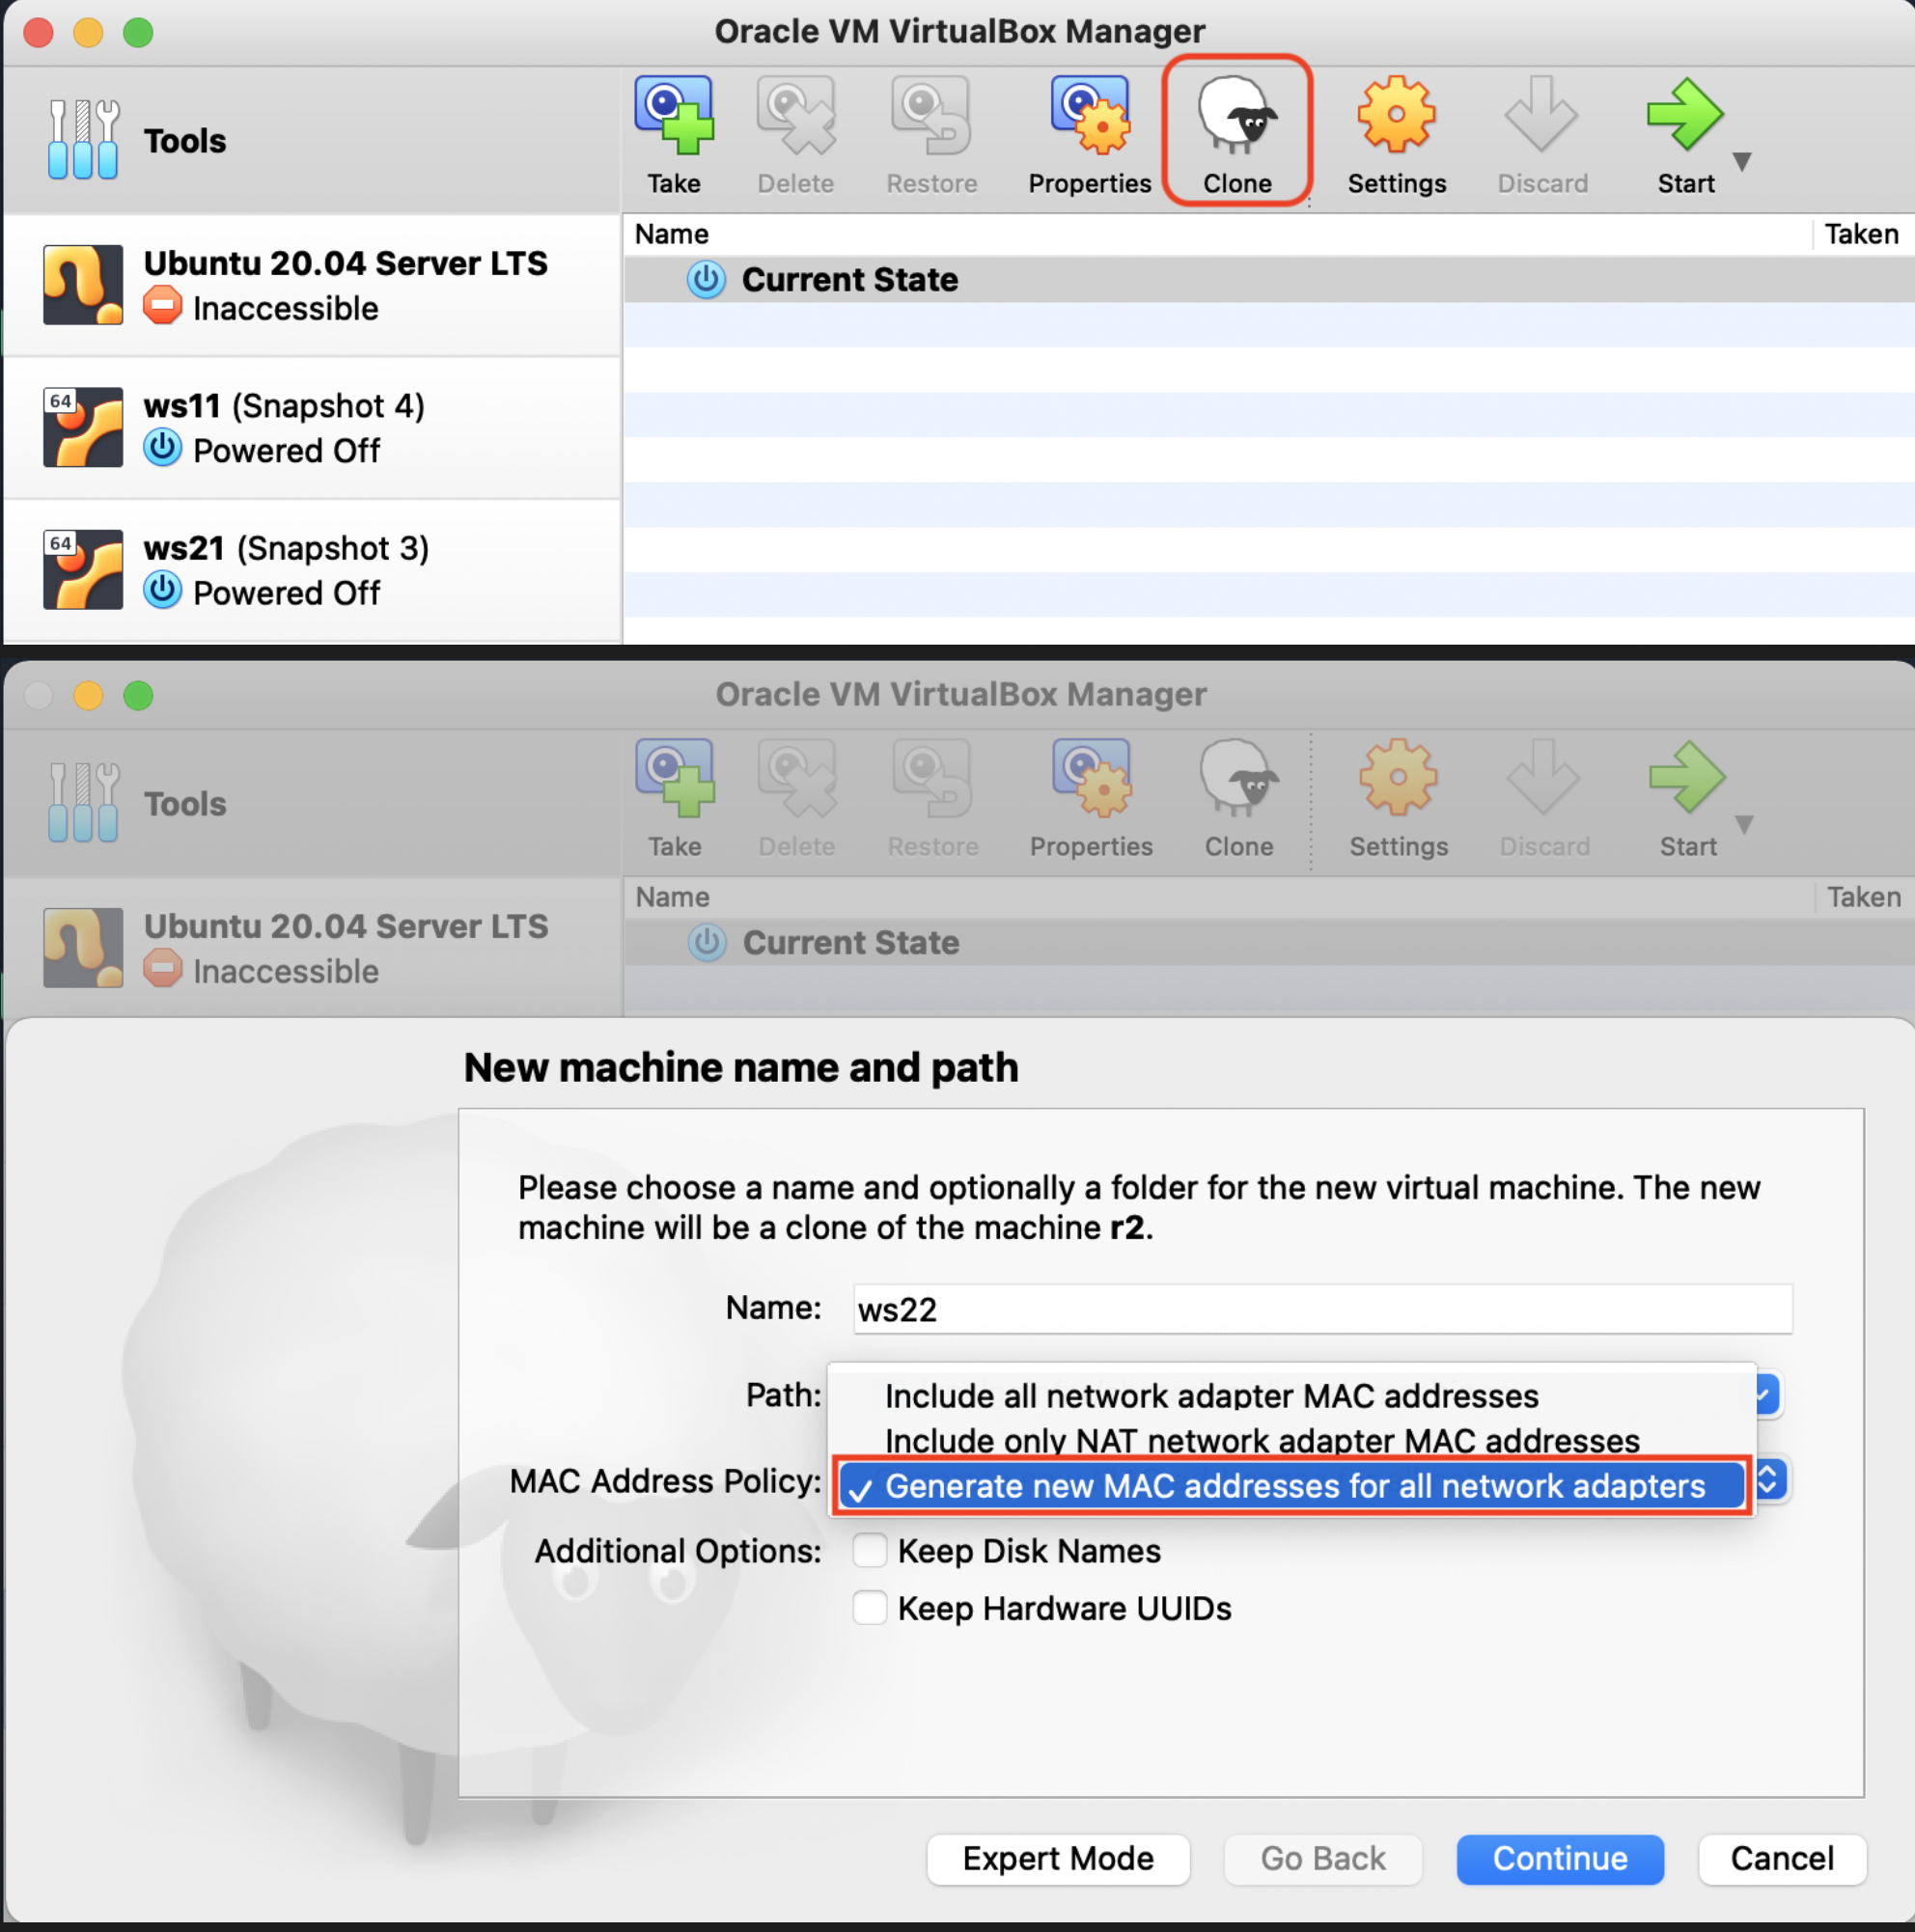 Oracle VM VirtualBox Manager
Tools
Take
Delete
Restore
Properties
Clone
Settings
Discard
Start
Name
Taken
Ubuntu 20.04 Server LTS
Inaccessible
Current State
64
ws11 (Snapshot 4)
Powered Off
64
ws21 (Snapshot 3)
Powered Off
Oracle VM VirtualBox Manager
Tools
Take
Delete
Restore
Properties
Clone
Settings
Discard
Start
Name
Taken
Ubuntu 20.04 Server LTS
Inaccessible
Current State
New machine name and path
Please choose a name and optionally a folder for the new virtual machine. The new
machine will be a clone of the machine r2.
Name: ws22
Path:
Include all network adapter MAC addresses
Include only NAT network adapter MAC addresses
MAC Address Policy:
Generate new MAC addresses for all network adapters
Additional Options:
Keep Disk Names
Keep Hardware UUIDs
Expert Mode
Go Back
Continue
Cancel